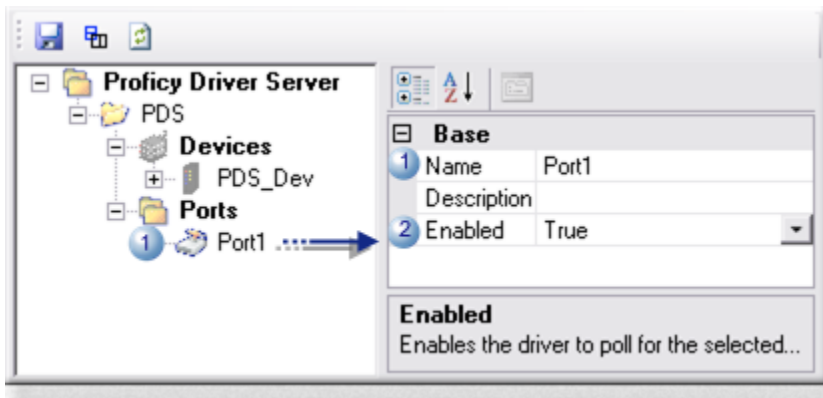 Proficy Driver Server
PDS
Devices
PDS_Dev
Ports
1 Port1
A Z
Base
1 Name Port1
Description
2 Enabled True
Enabled
Enables the driver to poll for the selected...